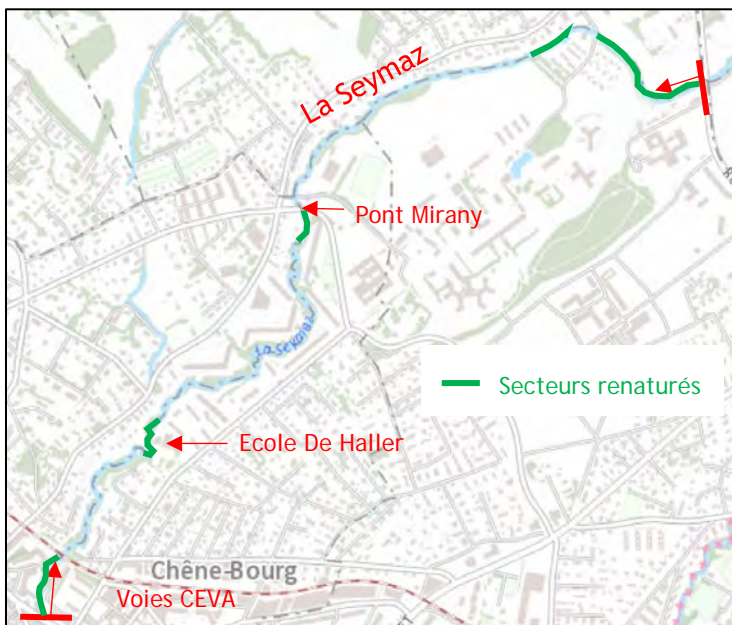 La Seymaz
Pont Mirany
La Seymaz
Secteurs renaturés
Ecole De Haller
Chêne-Bourg
Voies CEVA